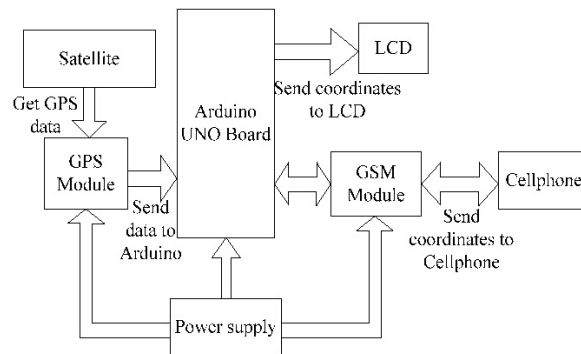 Satellite
LCD
Get GPS
data
Arduino
UNO Board
Send coordinates
to LCD
GPS
Module
GSM
Module
Cellphone
Send
data to
Arduino
Send
coordinates to
Cellphone
Power supply